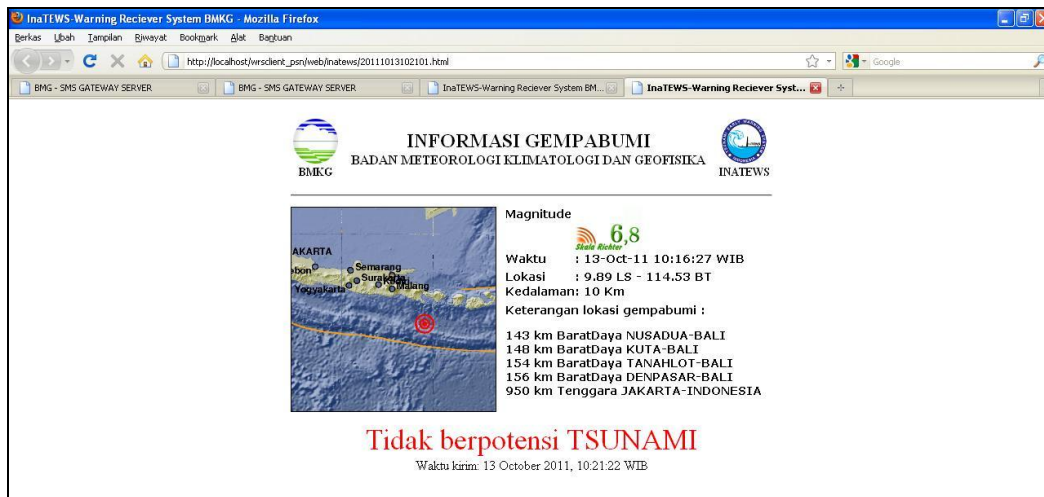 InaTEWS-Warning Reciever System BMKG - Mozilla Firefox
Berkas Ubah Tampilan Riwayat Bookmark Alat Bantuan
http://localhost/wrsclient_psn/web/inatews/20111013102101.html Google
BMG - SMS GATEWAY SERVER BMG - SMS GATEWAY SERVER InaTEWS-Warning Reciever System BM... InaTEWS-Warning Reciever Syst...
INFORMASI GEMPABUMI
BADAN METEOROLOGI KLIMATOLOGI DAN GEOFISIKA
BMKG
INATEWS
AKARTA
bon
Semarang
Yogyakarta
Malang
Magnitude
6,8
Skala Richter
Waktu : 13-Oct-11 10:16:27 WIB
Lokasi : 9.89 LS - 114.53 BT
Kedalaman: 10 Km
Keterangan lokasi gempabumi :
143 km BaratDaya NUSADUA-BALI
148 km BaratDaya KUTA-BALI
154 km BaratDaya TANAHLOT-BALI
156 km BaratDaya DENPASAR-BALI
950 km Tenggara JAKARTA-INDONESIA
Tidak berpotensi TSUNAMI
Waktu kirim: 13 October 2011, 10:21:22 WIB